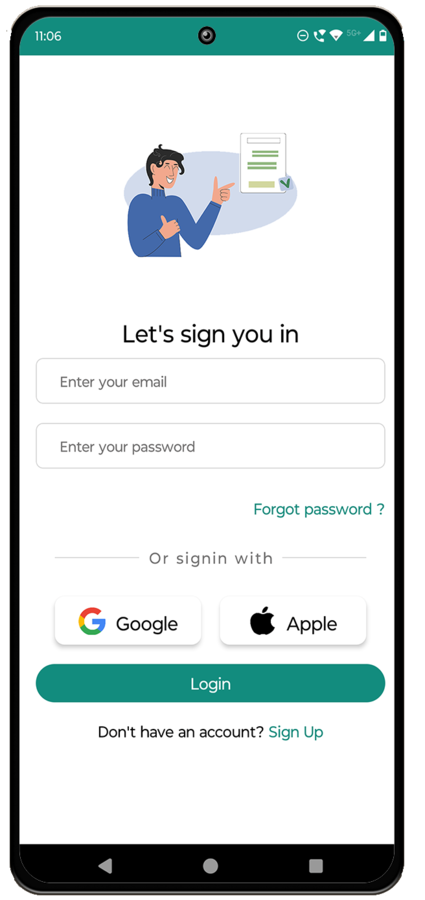 11:06
5G+
Let's sign you in
Enter your email
Enter your password
Forgot password ?
Or signin with
Google
Apple
Login
Don't have an account? Sign Up